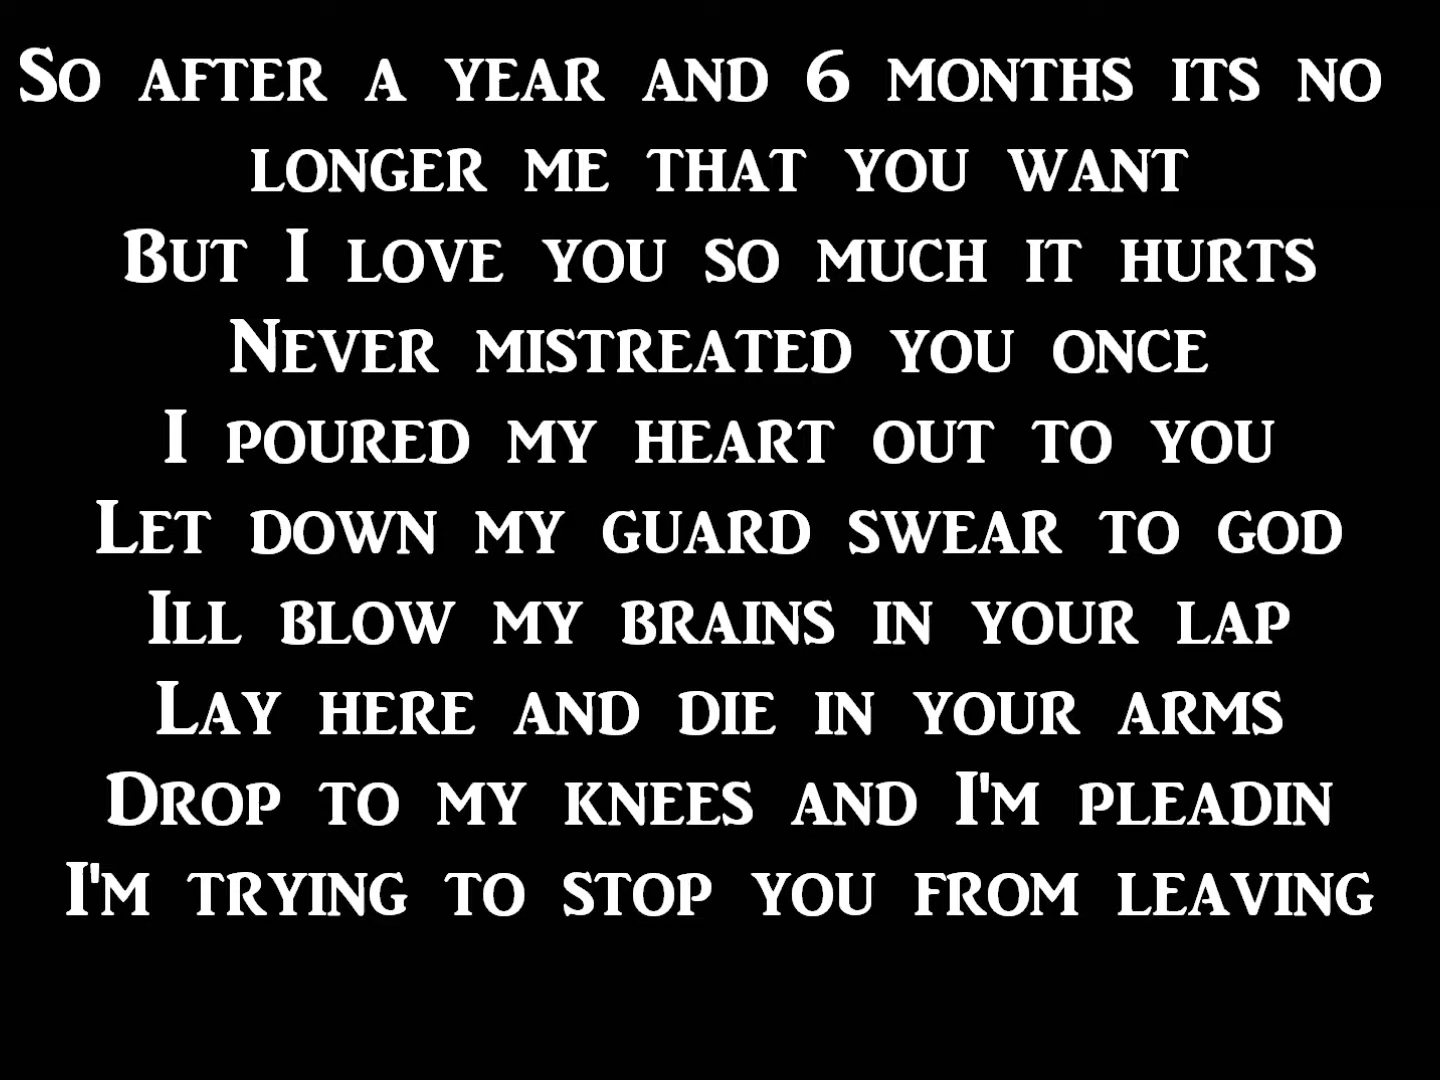 So after a year and 6 months its no
longer me that you want
But I love you so much it hurts
Never mistreated you once
I poured my heart out to you
Let down my guard swear to god
Ill blow my brains in your lap
Lay here and die in your arms
Drop to my knees and I'm pleadin
I'm trying to stop you from leaving